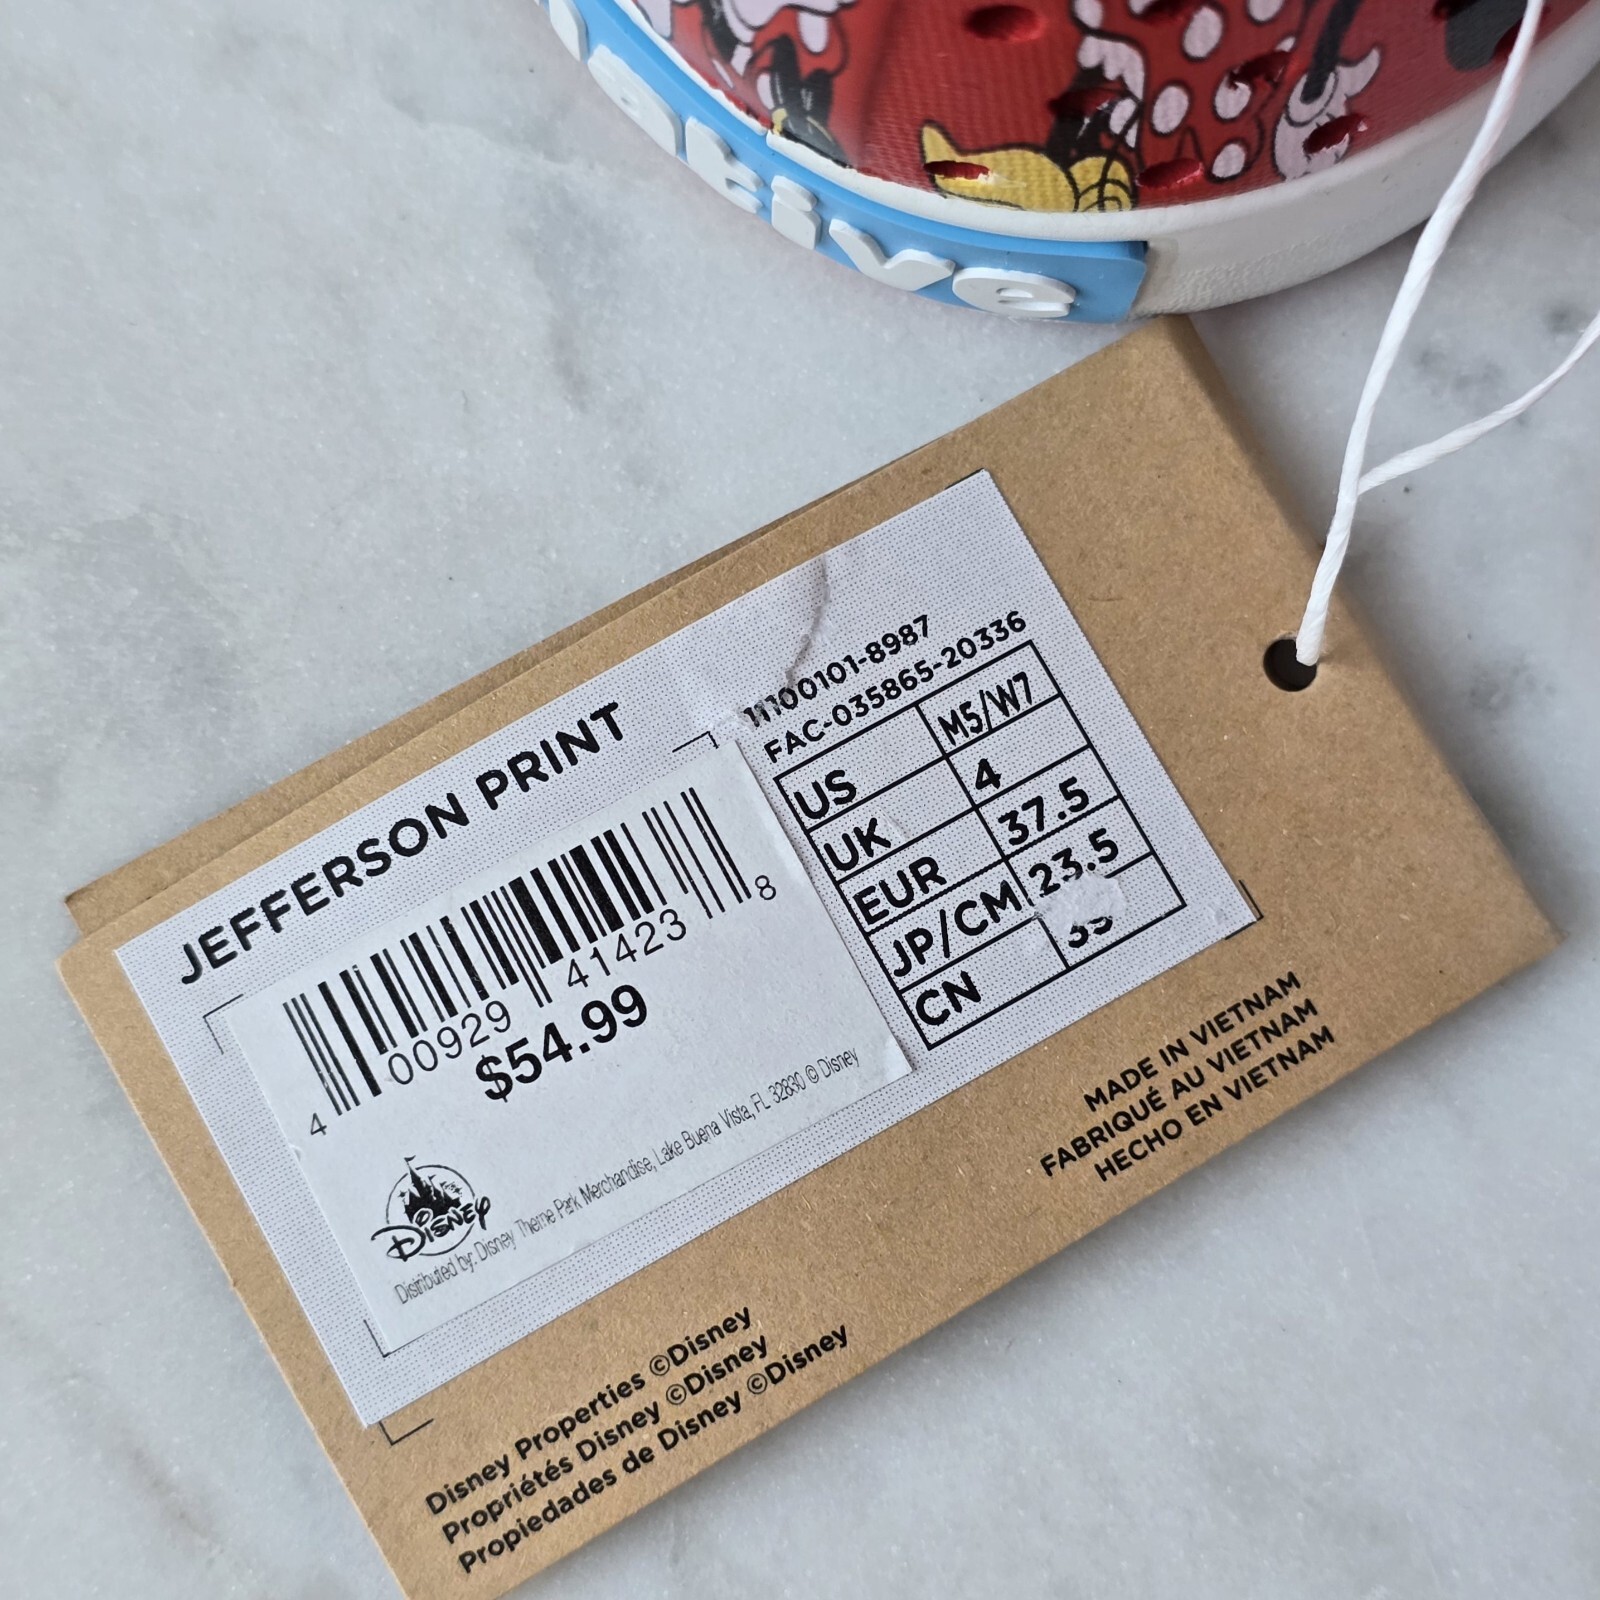 native
JEFFERSON PRINT
11100101-8987
FAC-035865-20336
US M5/W7
UK 4
EUR 37.5
JP/CM 23.5
CN
4 00929 41423 8
$54.99
Disney
Distributed by: Disney Theme Park Merchandise, Lake Buena Vista, FL 32830 © Disney
MADE IN VIETNAM
FABRIQUÉ AU VIETNAM
HECHO EN VIETNAM
Disney Properties ©Disney
Propriétés Disney ©Disney
Propiedades de Disney ©Disney